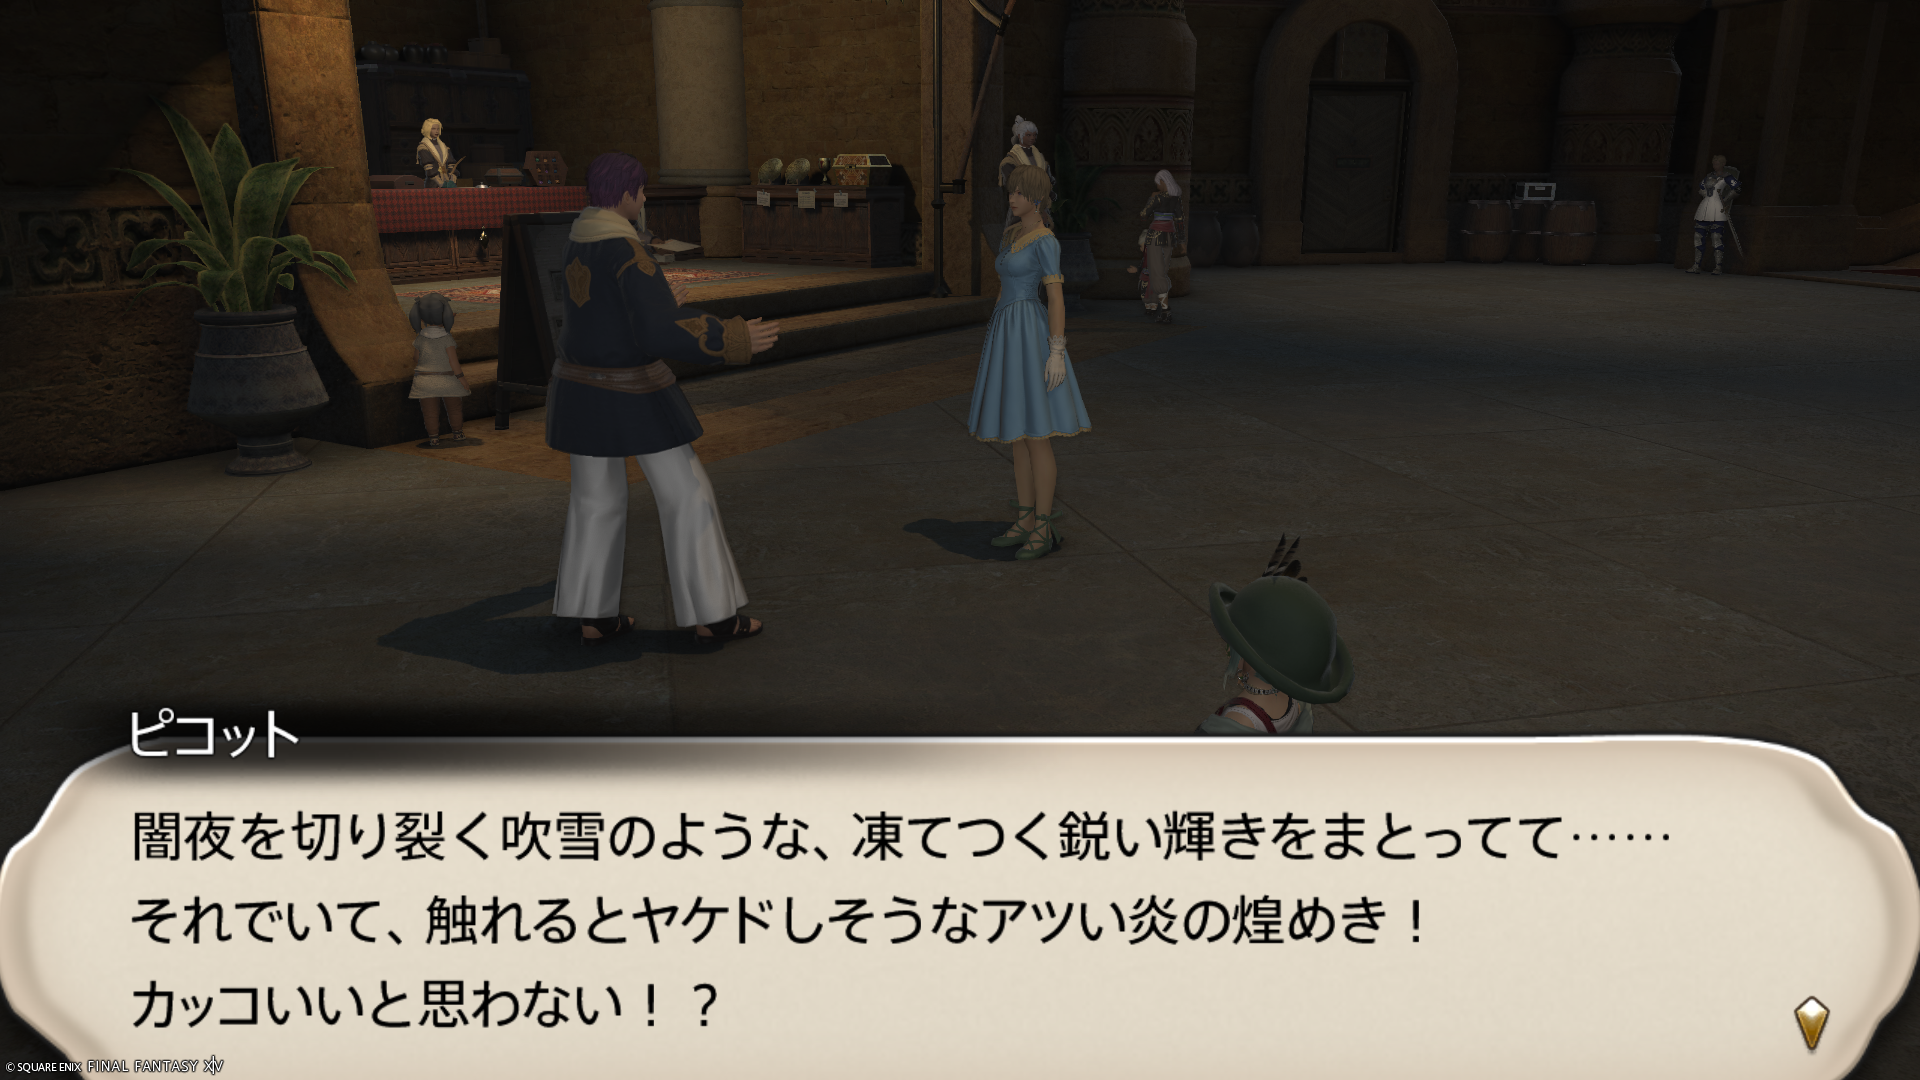 ピコット
闇夜を切り裂く吹雪のような、凍てつく鋭い輝きをまとってて……
それでいて、触れるとヤケドしそうなアツい炎の煌めき！
カッコいいと思わない！？
© SQUARE ENIX FINAL FANTASY XIV